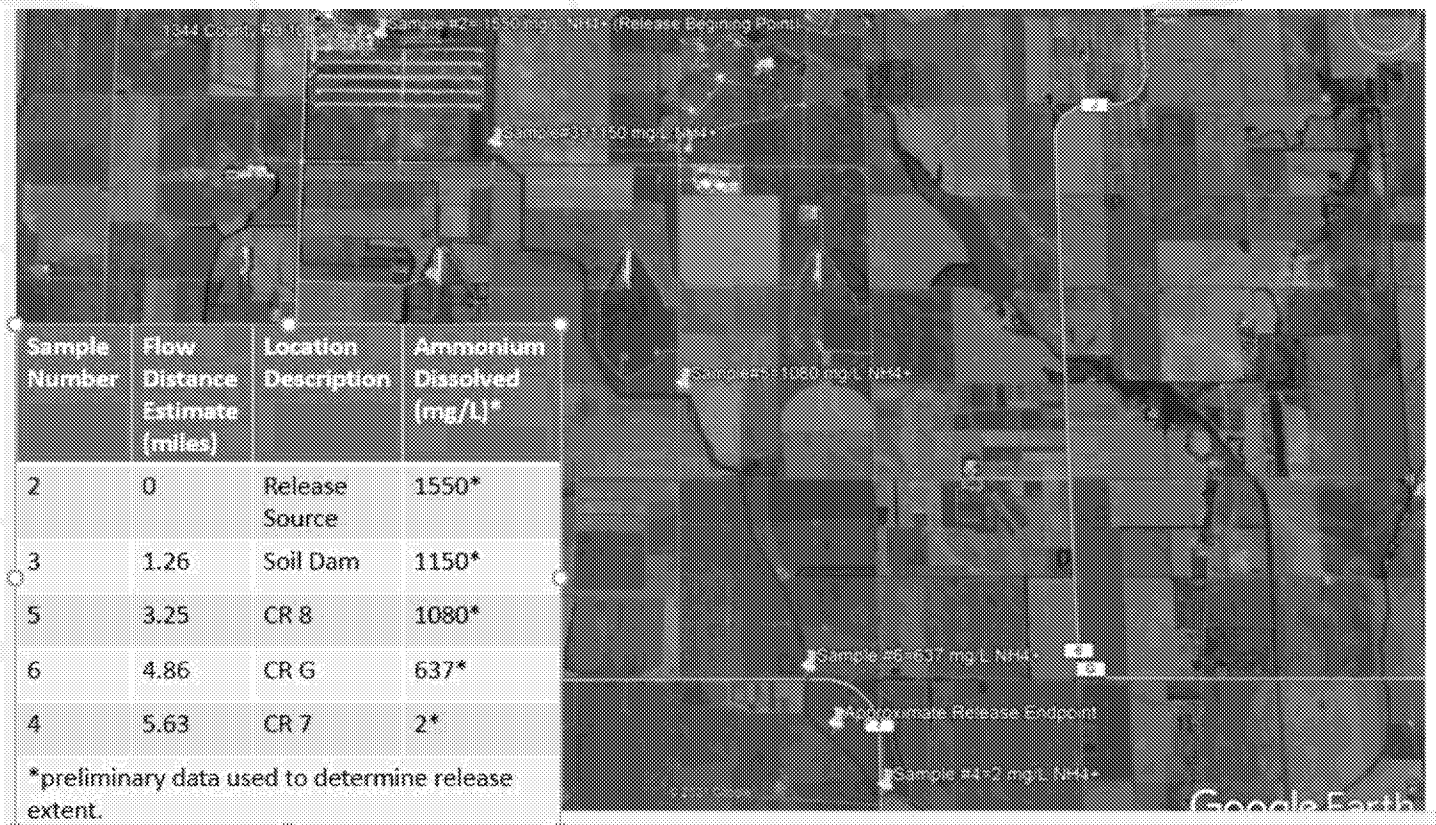 Sample #2= 1550 mg/L NH4+ (Release Begining Point)
Sample#3=1150 mg/L NH4+
Sample#5=1080 mg/L NH4+
Sample #6=637 mg/L NH4+
Approximate Release Endpoint
Sample #4=2 mg/L NH4+
Google Earth
Sample Number Flow Distance Estimate (miles) Location Description Ammonium Dissolved (mg/L)*
2 0 Release Source 1550*
3 1.26 Soil Dam 1150*
5 3.25 CR 8 1080*
6 4.86 CR G 637*
4 5.63 CR 7 2*
*preliminary data used to determine release
extent.